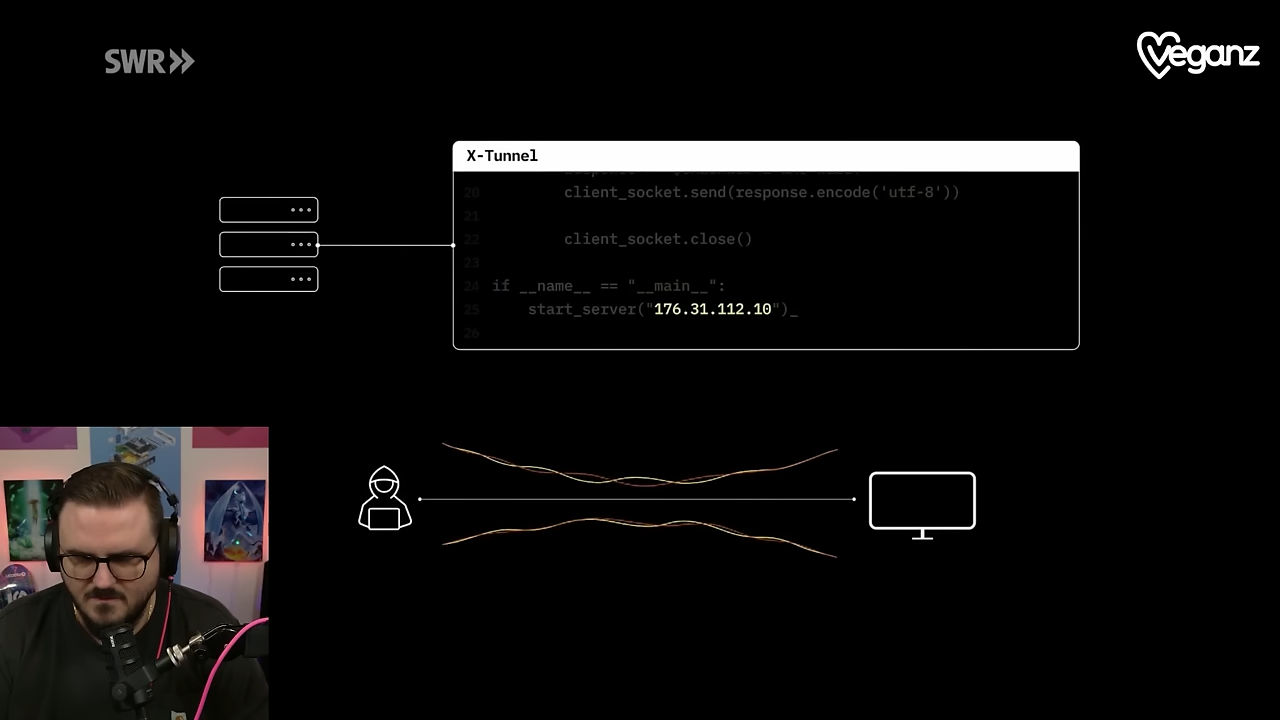 SWR
Veganz
X-Tunnel
20 client_socket.send(response.encode('utf-8'))
21
22 client_socket.close()
23
24 if __name__ == "__main__":
25 start_server("176.31.112.10")_
26